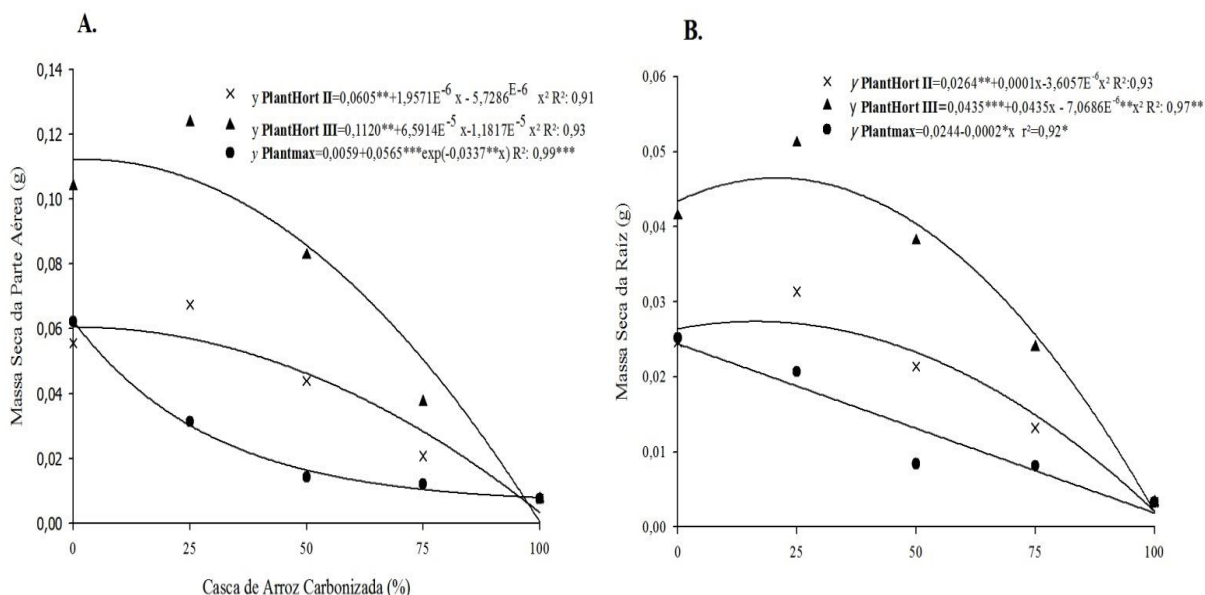 A.
Massa Seca da Parte Aérea (g)
0,14
0,12
0,10
0,08
0,06
0,04
0,02
0,00
y PlantHort II=0,0605**+1,9571E⁻⁶ x - 5,7286ᴱ⁻⁶ x² R²: 0,91
y PlantHort III=0,1120**+6,5914E⁻⁵ x-1,1817E⁻⁵ x² R²: 0,93
y Plantmax=0,0059+0,0565***exp(-0,0337**x) R²: 0,99***
0 25 50 75 100
Casca de Arroz Carbonizada (%)
B.
Massa Seca da Raíz (g)
0,06
0,05
0,04
0,03
0,02
0,01
0,00
y PlantHort II=0,0264**+0,0001x-3,6057E⁻⁶x² R²:0,93
y PlantHort III=0,0435***+0,0435x - 7,0686E⁻⁶**x² R²: 0,97**
y Plantmax=0,0244-0,0002*x r²=0,92*
0 25 50 75 100